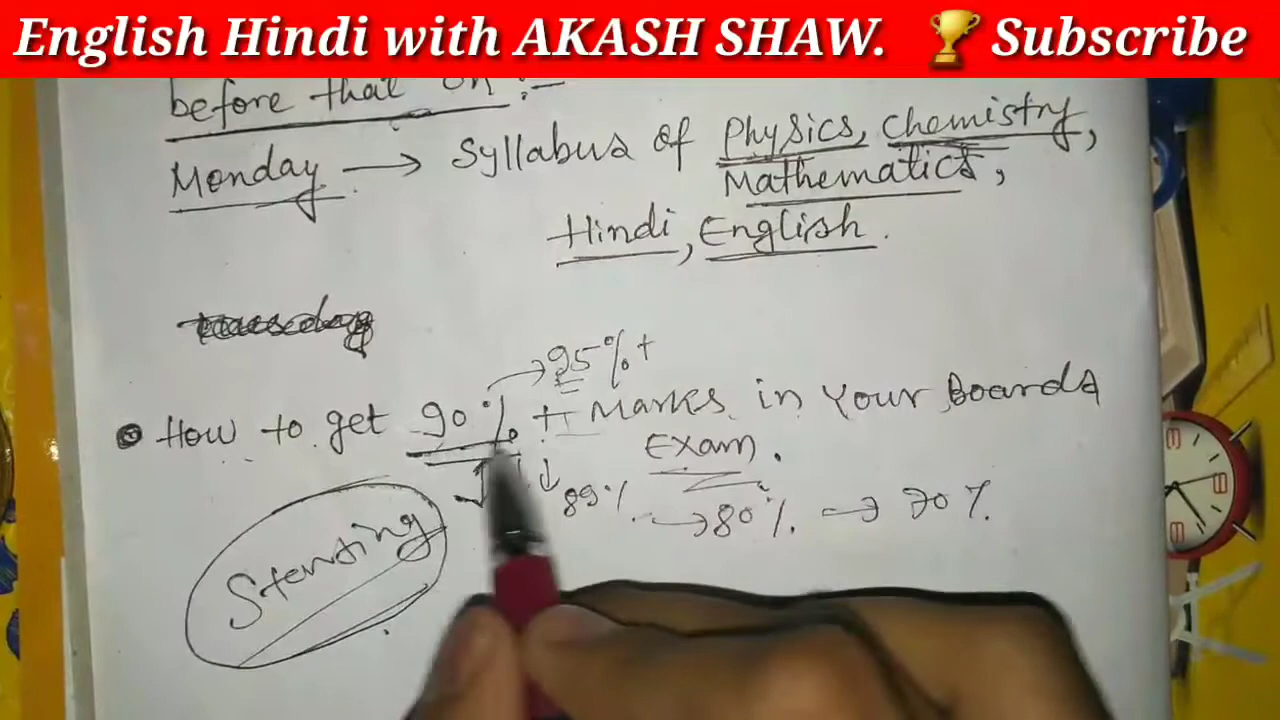 English Hindi with AKASH SHAW. 🏆 Subscribe
before that on :-
Monday → Syllabus of Physics, Chemistry,
Mathematics,
Hindi, English.
→ 95%+
• How to get 90% + Marks in Your Boards
Exam.
↓ 89% → 80% → 70%.